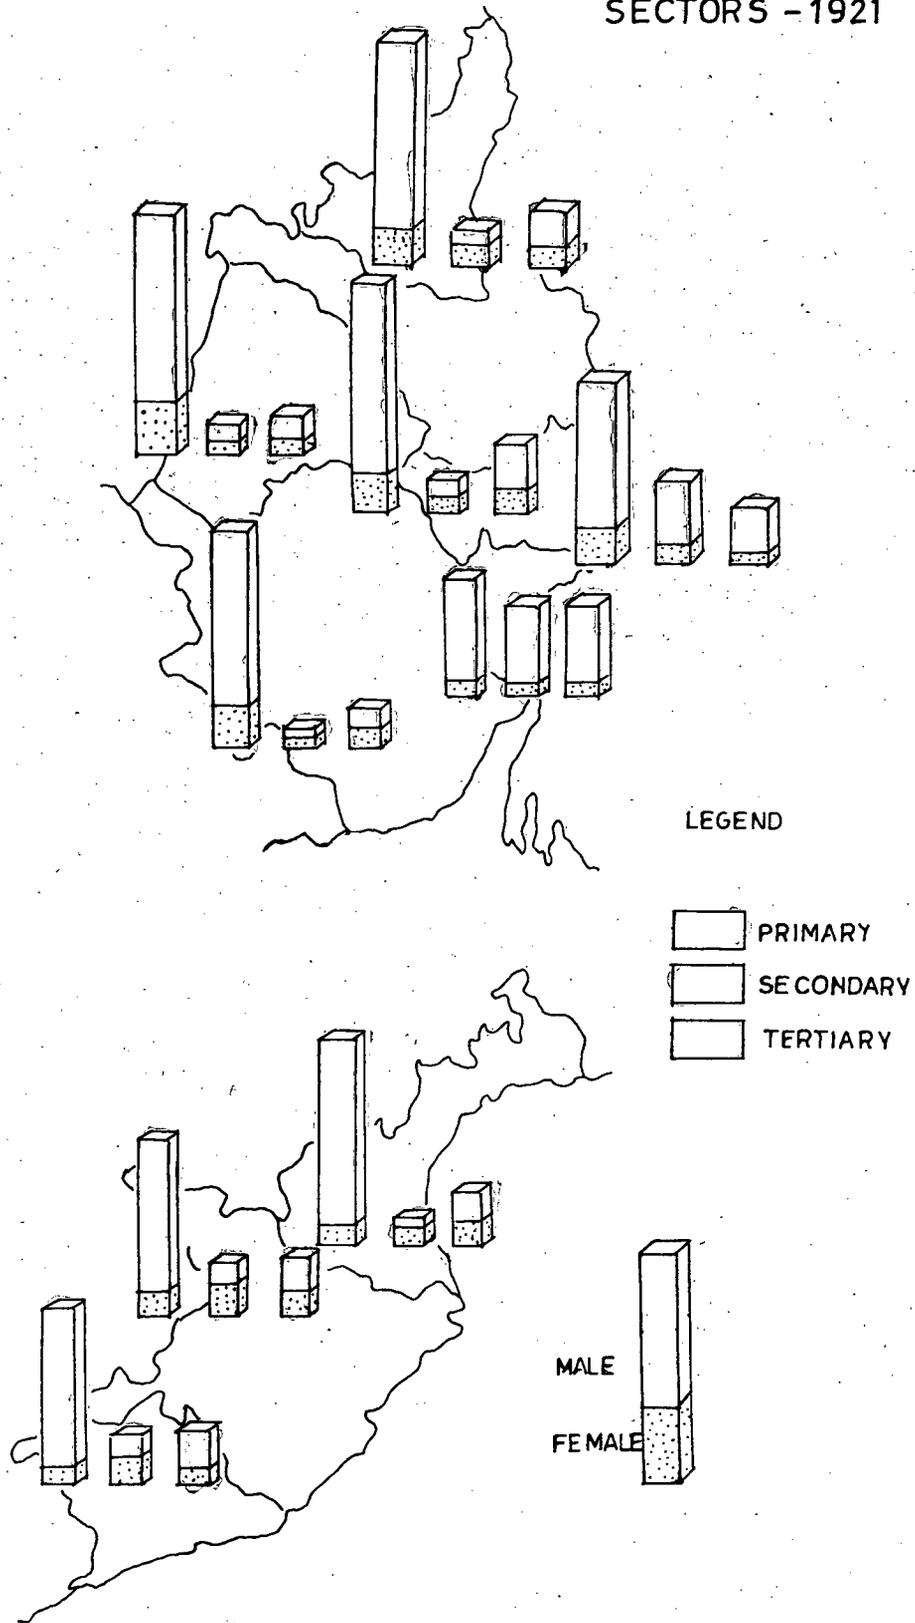 SECTORS - 1921
LEGEND
PRIMARY
SECONDARY
TERTIARY
MALE
FEMALE